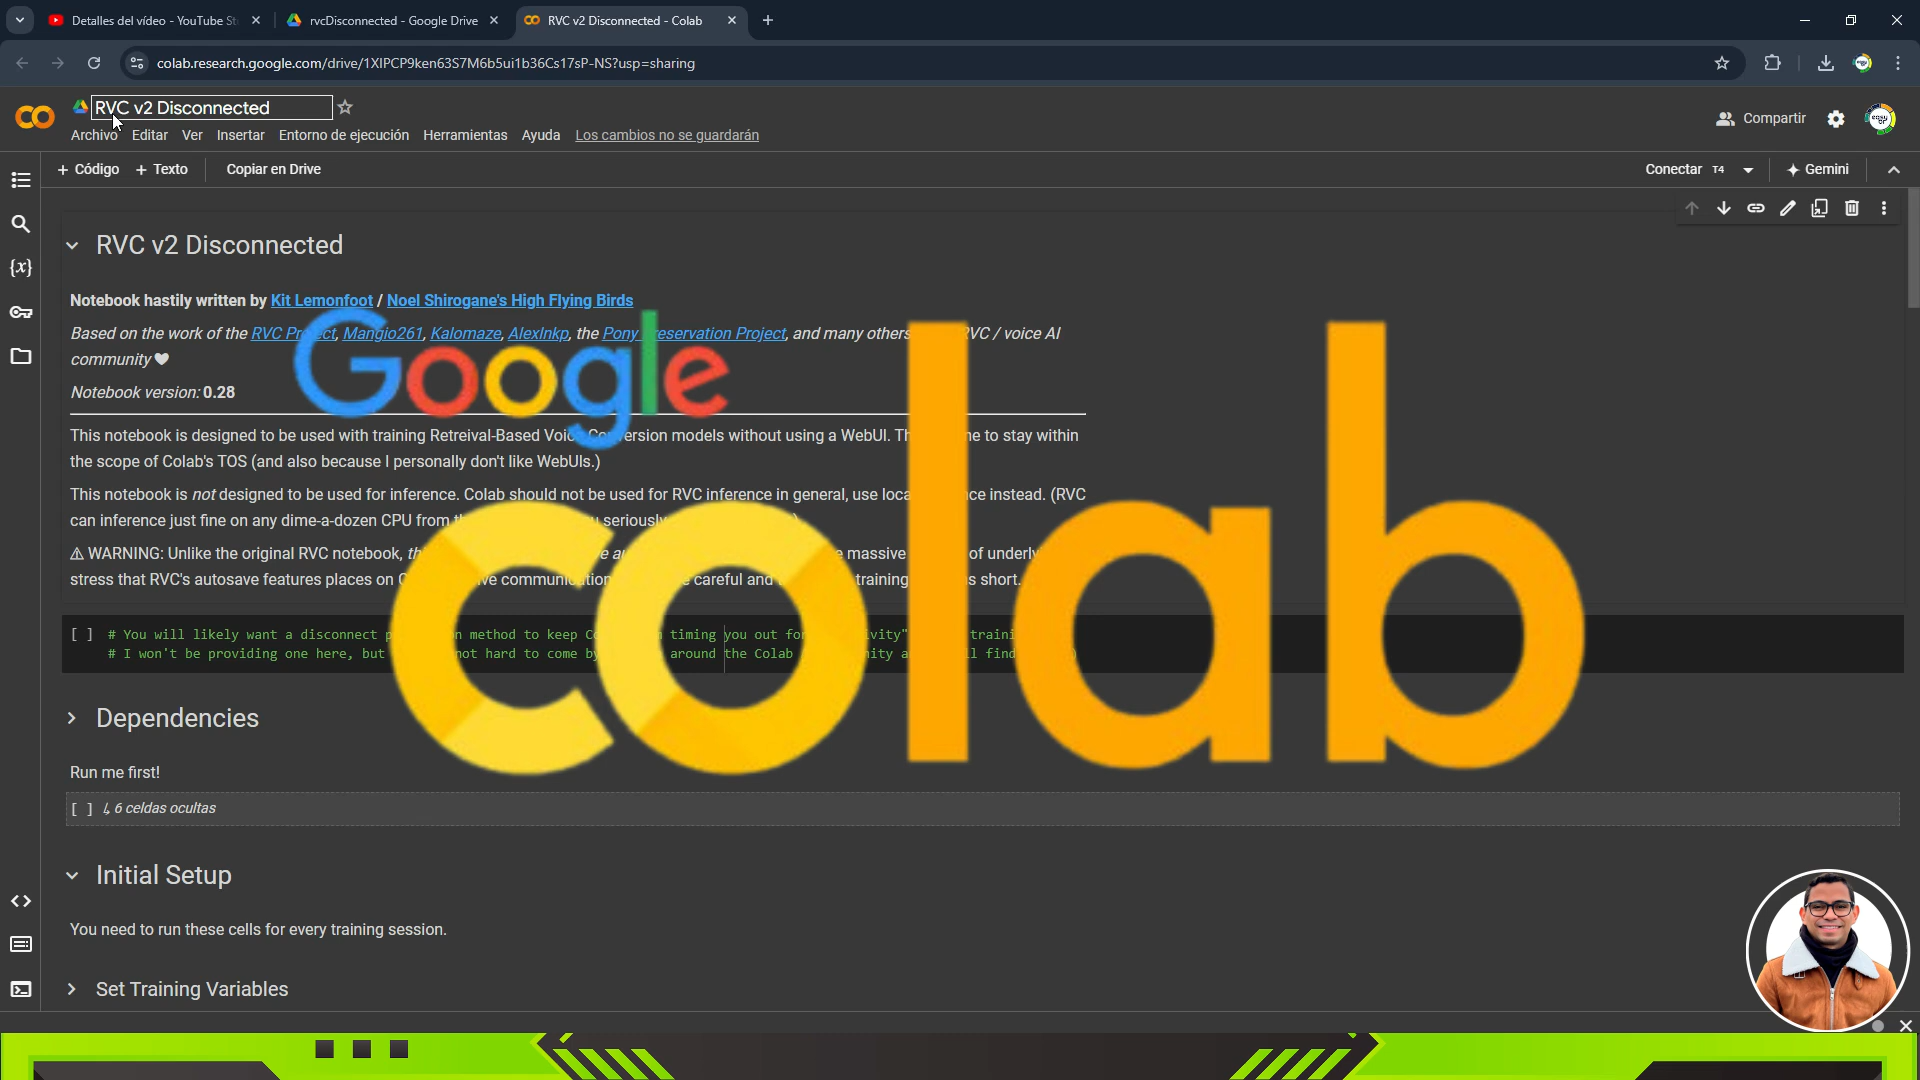 Detalles del vídeo - YouTube St
rvcDisconnected - Google Drive
RVC v2 Disconnected - Colab
colab.research.google.com/drive/1XIPCP9ken63S7M6b5ui1b36Cs17sP-NS?usp=sharing
RVC v2 Disconnected
Archivo Editar Ver Insertar Entorno de ejecución Herramientas Ayuda Los cambios no se guardarán
Compartir
+ Código + Texto Copiar en Drive
Conectar T4 Gemini
RVC v2 Disconnected
Notebook hastily written by Kit Lemonfoot / Noel Shirogane's High Flying Birds
Based on the work of the RVC Project, Mangio261, Kalomaze, AlexInkp, the Pony Preservation Project, and many others RVC / voice AI
community🖤
Notebook version: 0.28
Google
colab
This notebook is designed to be used with training Retreival-Based Voice Conversion models without using a WebUI. to stay within
the scope of Colab's TOS (and also because I personally don't like WebUIs.)
This notebook is not designed to be used for inference. Colab should not be used for RVC inference in general, use local inference instead. (RVC
can inference just fine on any dime-a-dozen CPU from seriously
⚠ WARNING: Unlike the original RVC notebook, massive of
stress that RVC's autosave features places on communication careful and training short.
[ ] # You will likely want a disconnect method to keep timing you out for
# I won't be providing one here, but not hard to come by around the Colab find
Dependencies
Run me first!
[ ] ↳ 6 celdas ocultas
Initial Setup
You need to run these cells for every training session.
Set Training Variables